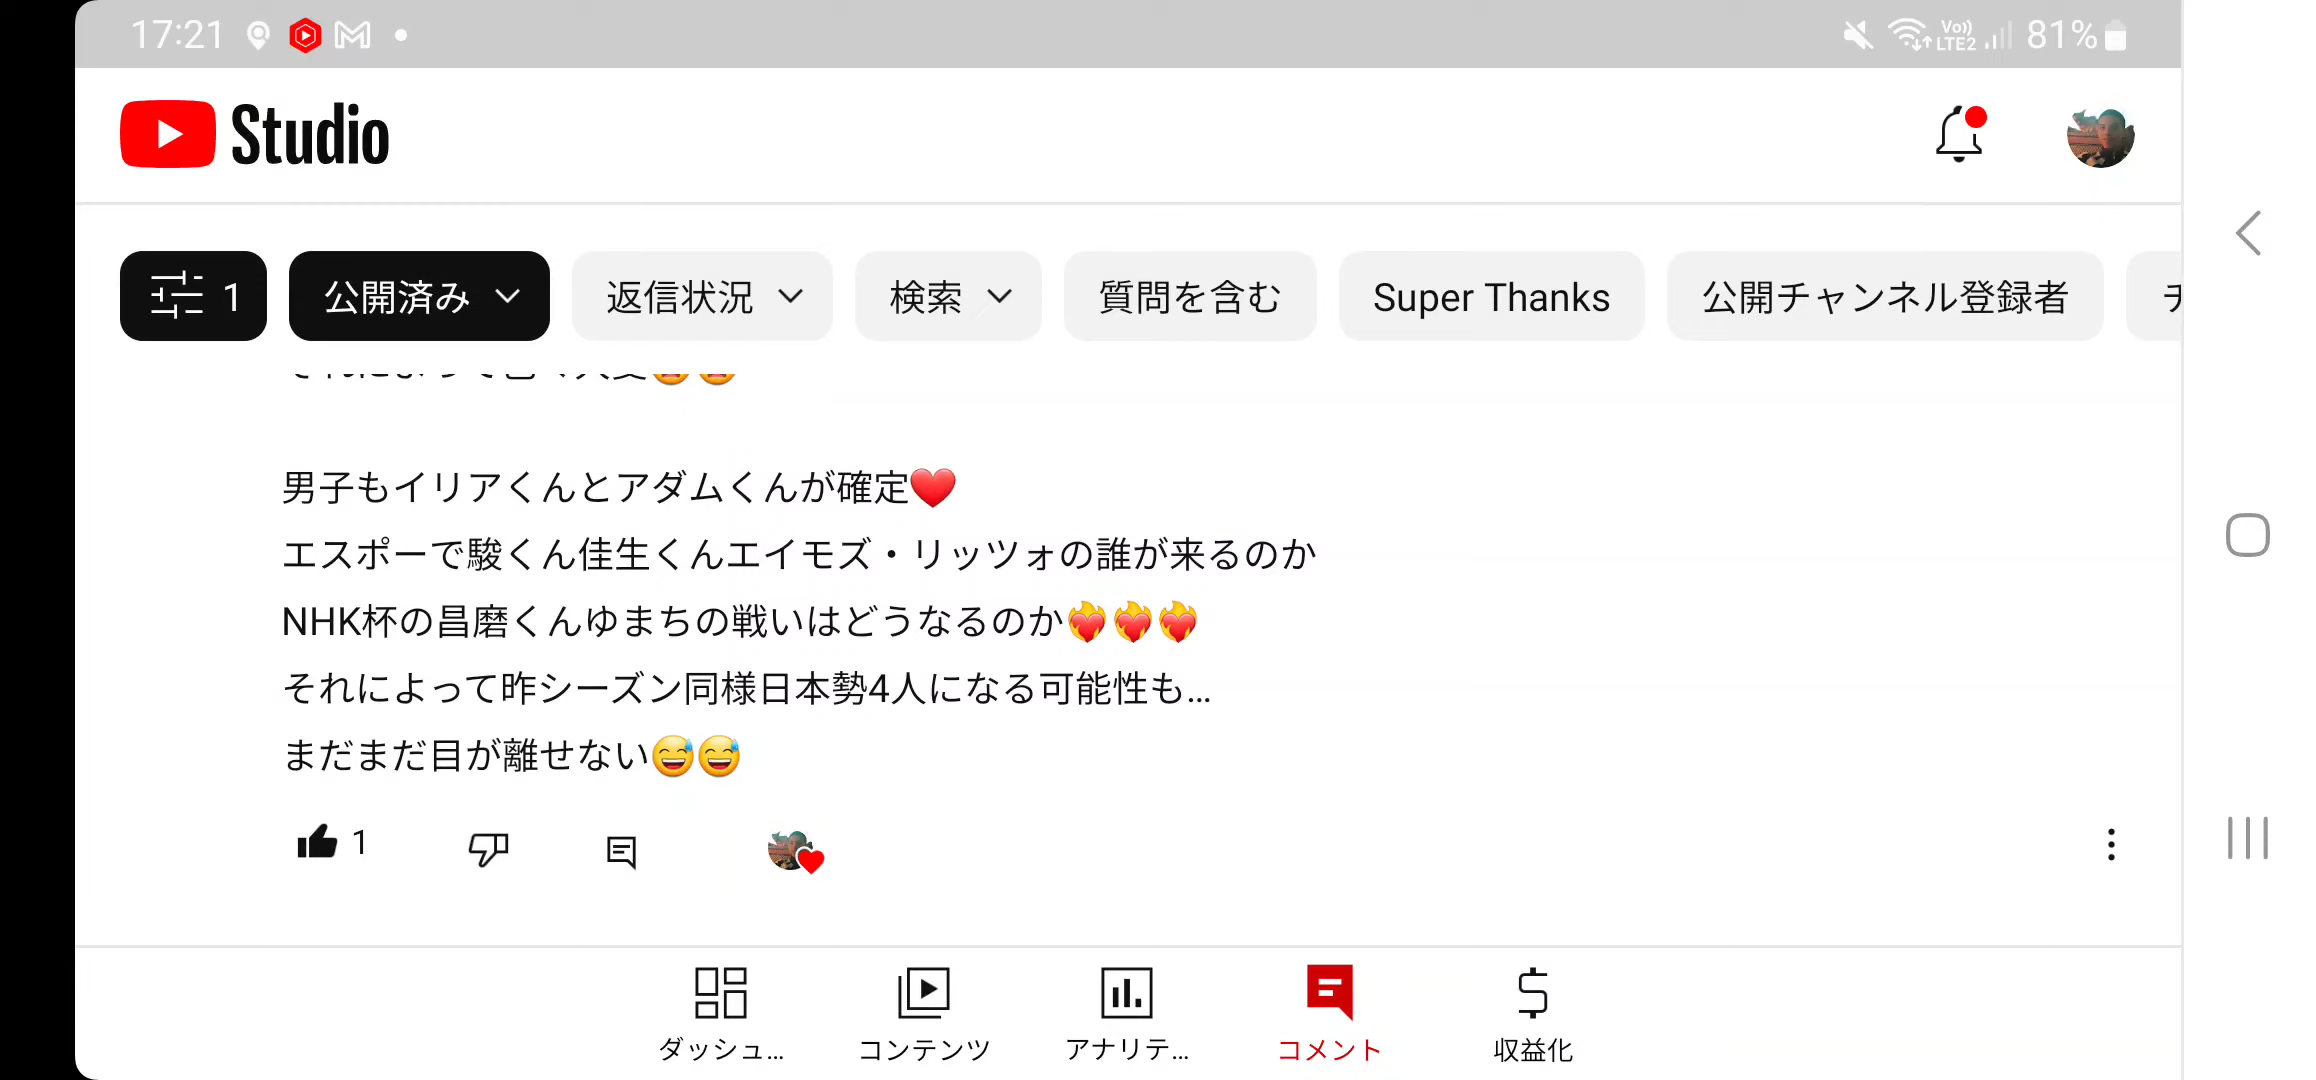 17:21
Vo)) LTE2 81%
Studio
1 公開済み 返信状況 検索 質問を含む Super Thanks 公開チャンネル登録者
男子もイリアくんとアダムくんが確定❤️
エスポーで駿くん佳生くんエイモズ・リッツォの誰が来るのか
NHK杯の昌磨くんゆまちの戦いはどうなるのか❤️‍🔥❤️‍🔥❤️‍🔥
それによって昨シーズン同様日本勢4人になる可能性も...
まだまだ目が離せない😅😅
1
ダッシュ... コンテンツ アナリテ... コメント 収益化